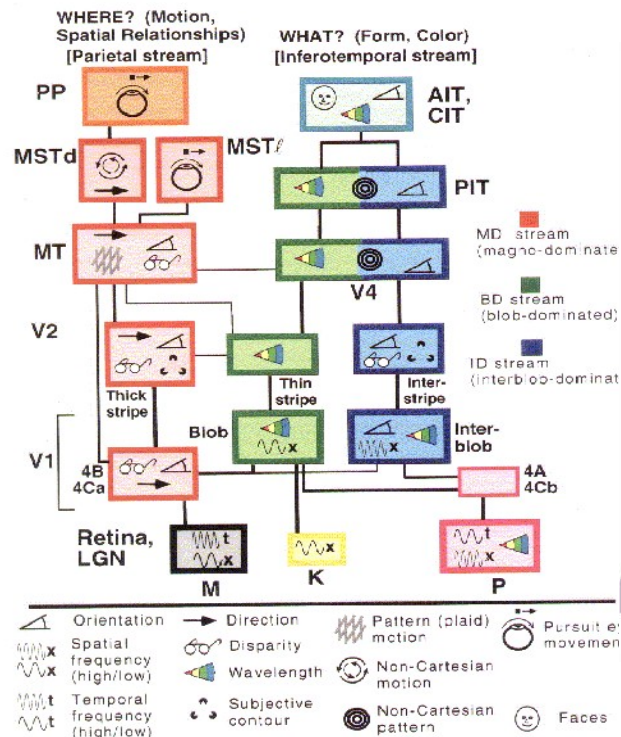 WHERE? (Motion,
Spatial Relationships)
[Parietal stream]
WHAT? (Form, Color)
[Inferotemporal stream]
PP
AIT,
CIT
MSTd
MSTℓ
PIT
MT
V4
MD stream
(magno-dominate
BD stream
(blob-dominated)
ID stream
(interbloo-dominat
V2
Thick
stripe
Thin
stripe
Inter-
stripe
V1
Blob
Inter-
blob
x
x
4B
4Ca
4A
4Cb
Retina,
LGN
t
x
M
x
K
t
x
P
Orientation
Direction
Pattern (plaid)
motion
Pursuit ey
movemen
x Spatial
x frequency
(high/low)
Disparity
Wavelength
Non-Cartesian
motion
t Temporal
frequency
t (high/low)
Subjective
contour
Non-Cartesian
pattern
Faces